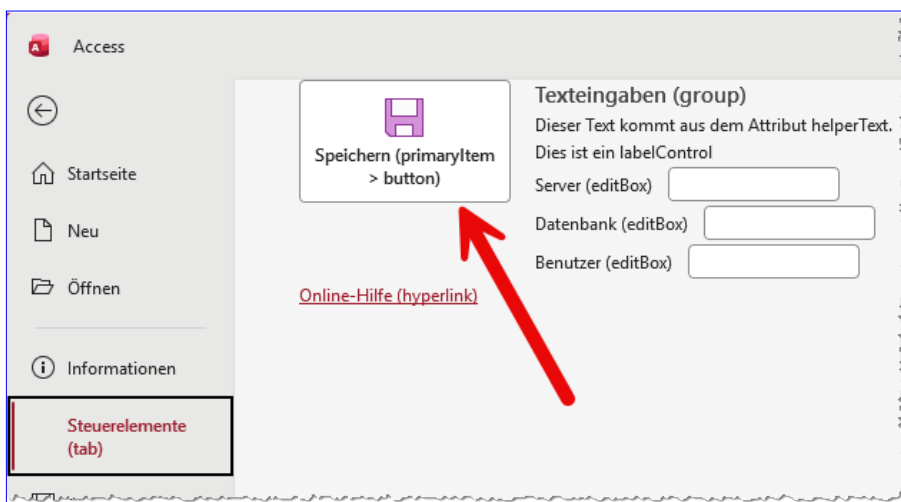 Access
Startseite
Neu
Öffnen
Informationen
Steuerelemente
(tab)
Speichern (primaryItem
> button)
Online-Hilfe (hyperlink)
Texteingaben (group)
Dieser Text kommt aus dem Attribut helperText.
Dies ist ein labelControl
Server (editBox)
Datenbank (editBox)
Benutzer (editBox)